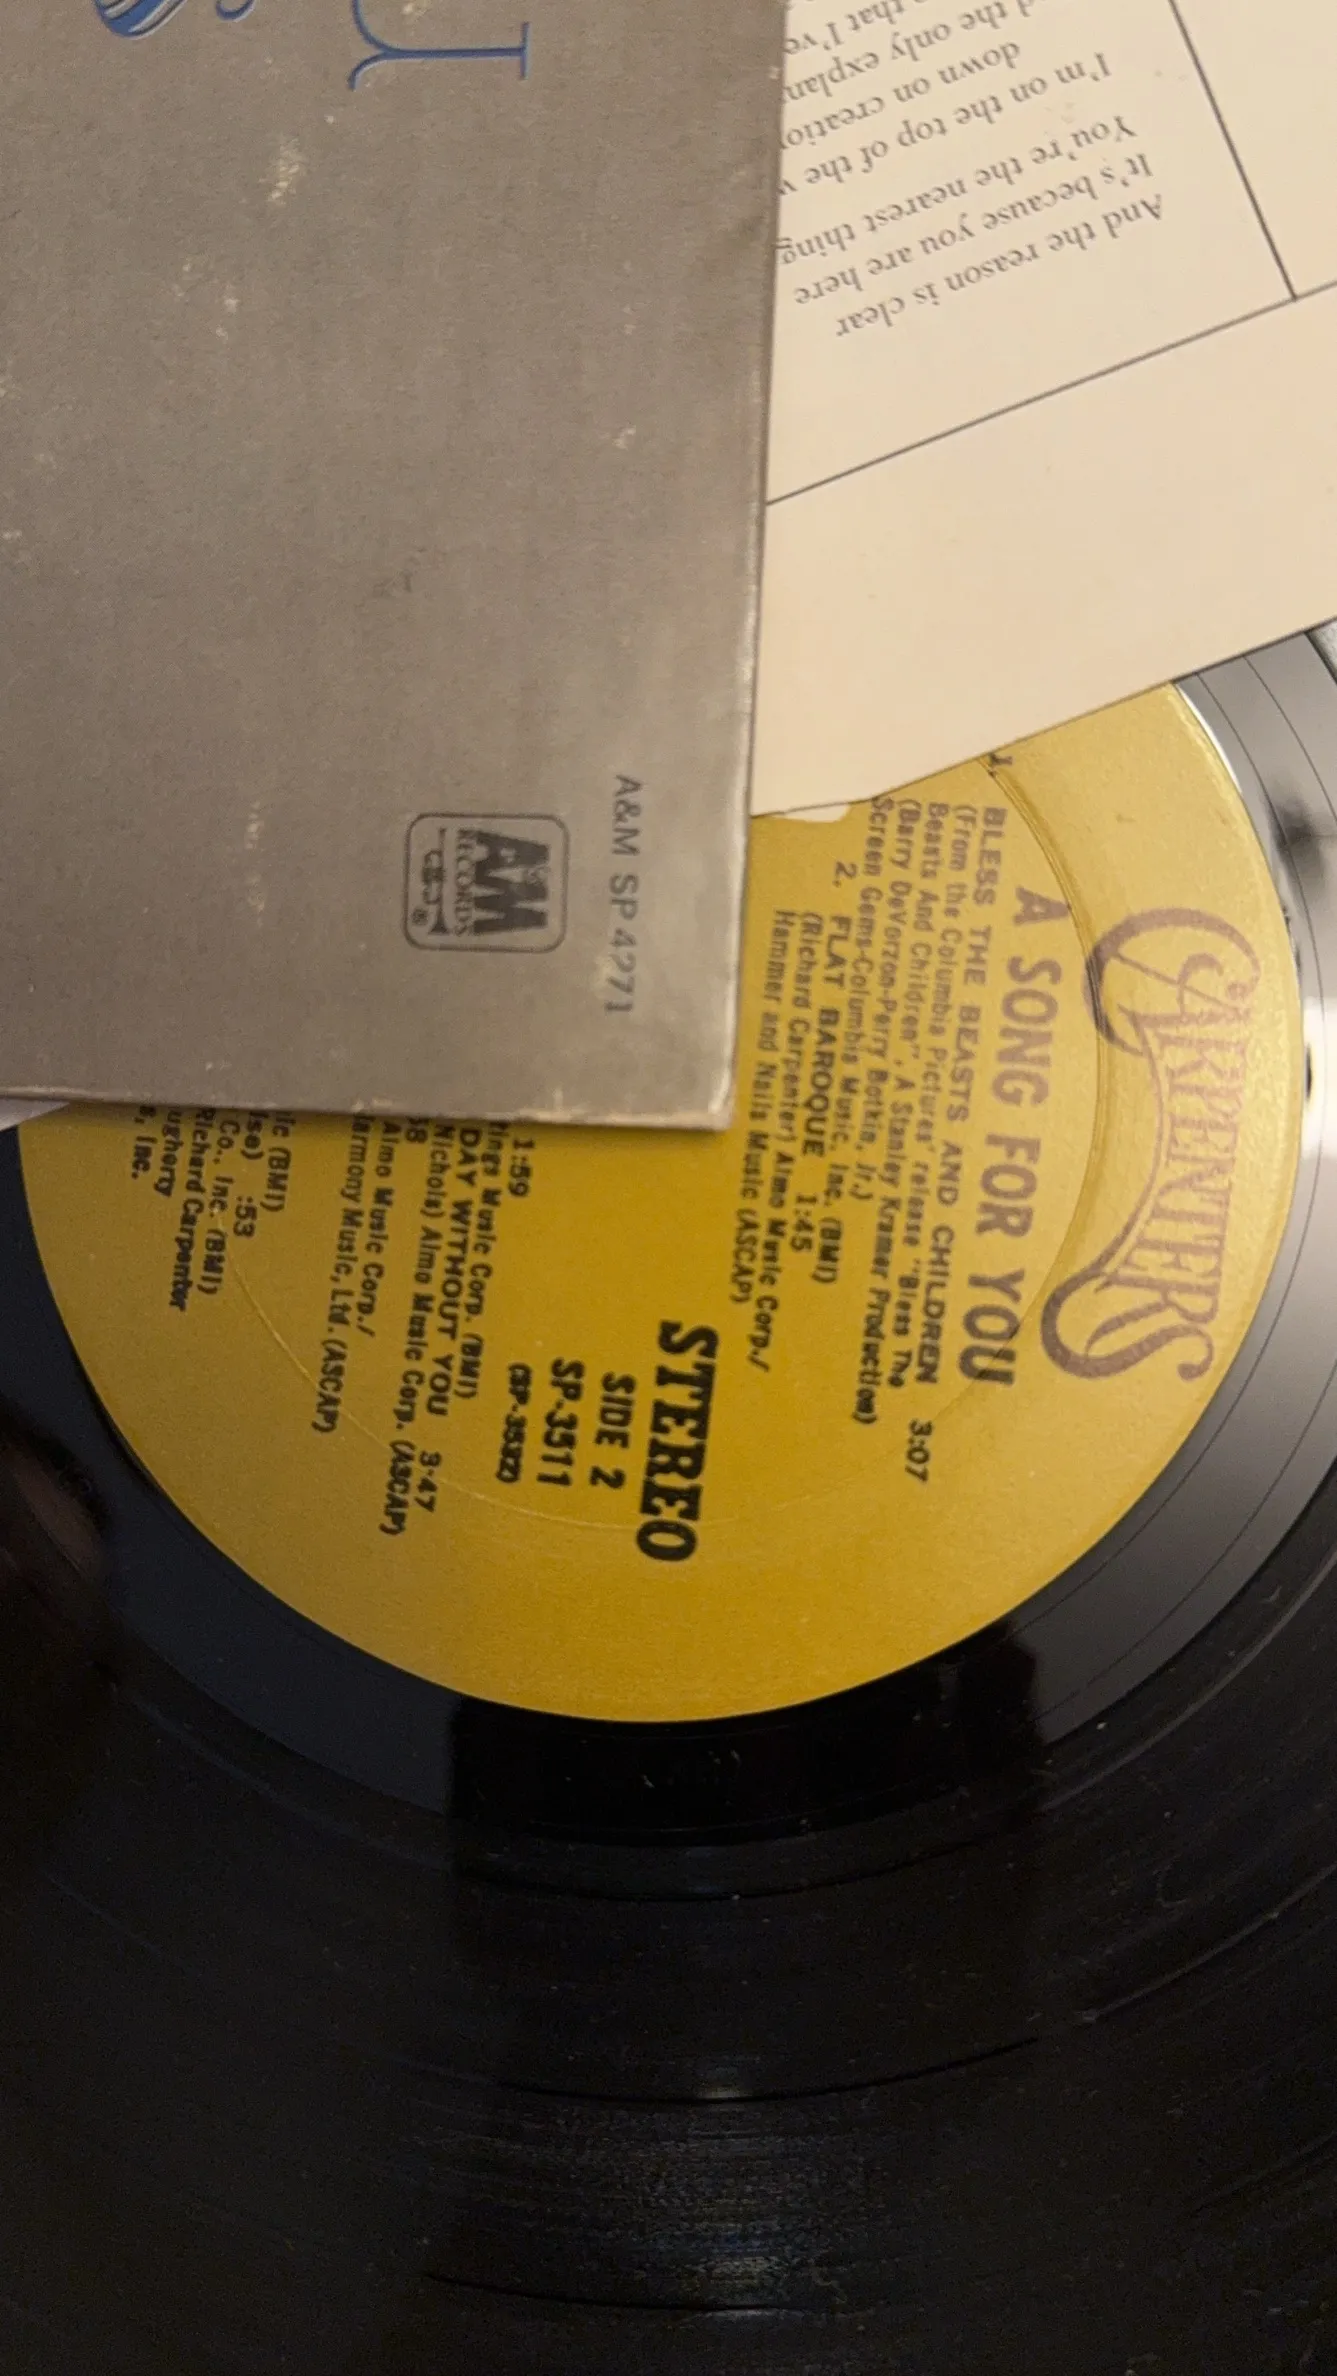 A&M SP 4271
A&M
RECORDS
®
And the reason is clear
It's because you are here
You're the nearest thing
I'm on the top of the
down on
the only
that I've
CARPENTERS
A SONG FOR YOU
1. BLESS THE BEASTS AND CHILDREN 3:07
(From the Columbia Pictures' release "Bless The
Beasts And Children", A Stanley Kramer Production)
(Barry DeVorzon-Perry Botkin, Jr.)
Screen Gems-Columbia Music, Inc. (BMI)
2. FLAT BAROQUE 1:45
(Richard Carpenter) Almo Music Corp./
Hammer and Nails Music (ASCAP)
STEREO
SIDE 2
SP-3511
(SP-3532)
1:59
Music Corp. (BMI)
DAY WITHOUT YOU 3:47
Nichols) Almo Music Corp. (ASCAP)
Almo Music Corp./
Music, Ltd. (ASCAP)
(BMI)
:53
Co., Inc. (BMI)
Richard Carpenter
Inc.